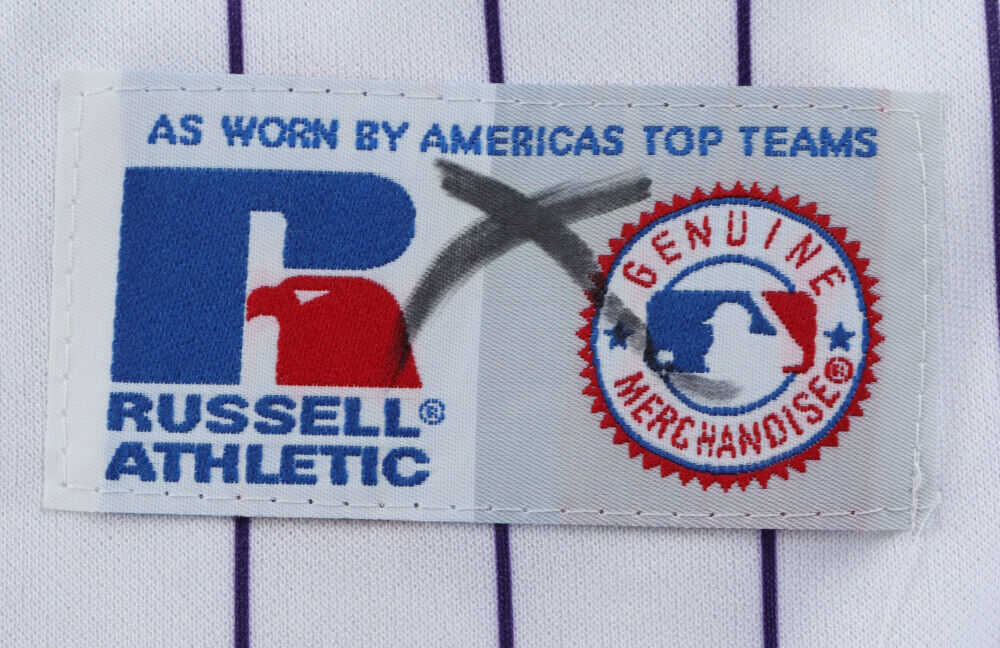 AS WORN BY AMERICAS TOP TEAMS
RUSSELL®
ATHLETIC
GENUINE
MERCHANDISE®